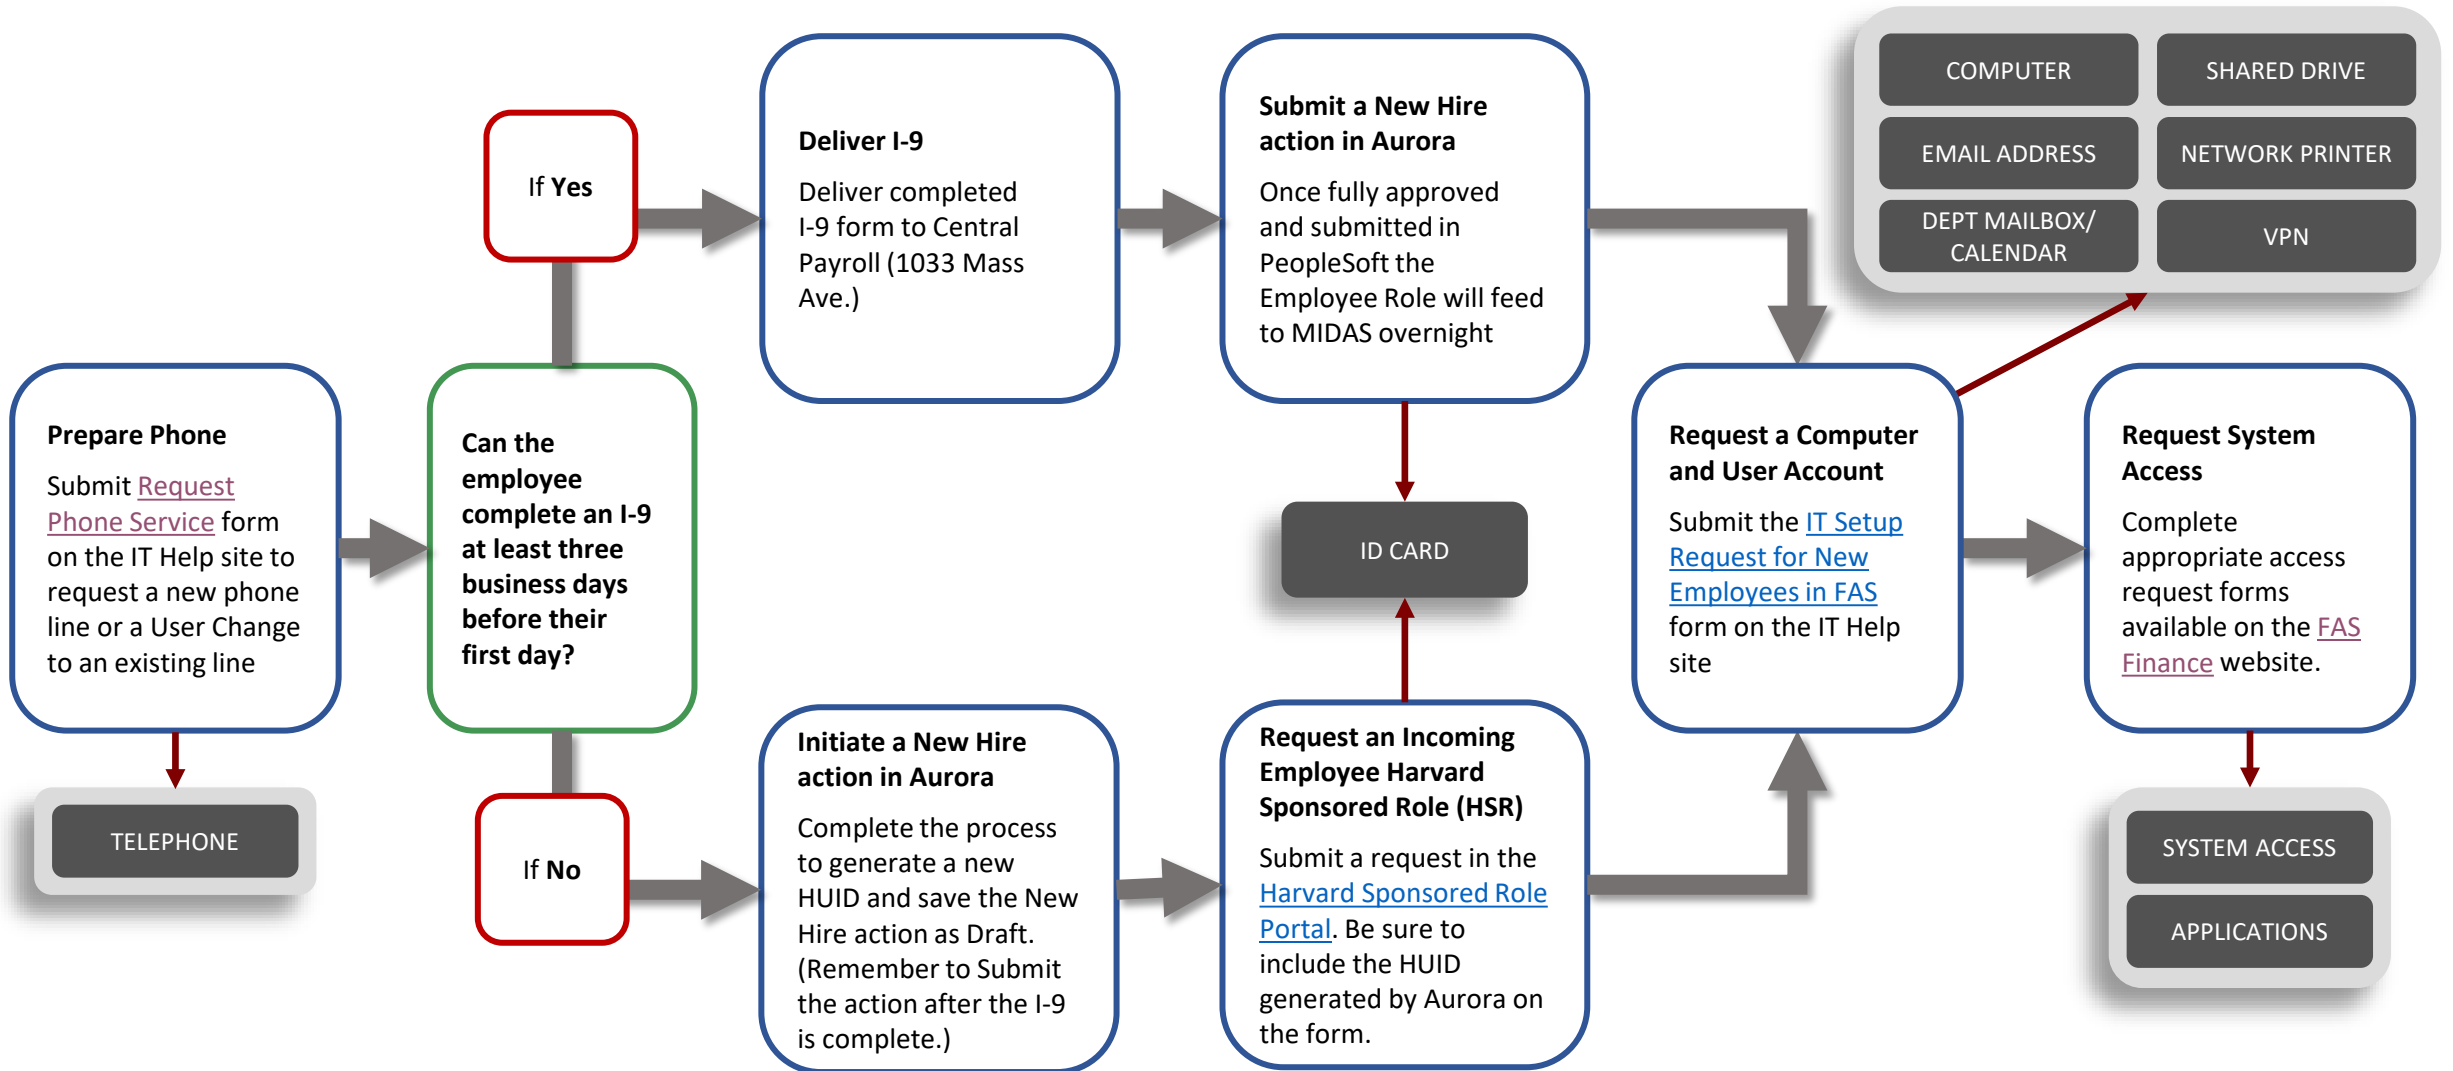 Prepare Phone
Submit Request
Phone Service form
on the IT Help site to
request a new phone
line or a User Change
to an existing line
TELEPHONE
Can the
employee
complete an I-9
at least three
business days
before their
first day?
If Yes
Deliver I-9
Deliver completed
I-9 form to Central
Payroll (1033 Mass
Ave.)
Submit a New Hire
action in Aurora
Once fully approved
and submitted in
PeopleSoft the
Employee Role will feed
to MIDAS overnight
If No
Initiate a New Hire
action in Aurora
Complete the process
to generate a new
HUID and save the New
Hire action as Draft.
(Remember to Submit
the action after the I-9
is complete.)
Request an Incoming
Employee Harvard
Sponsored Role (HSR)
Submit a request in the
Harvard Sponsored Role
Portal. Be sure to
include the HUID
generated by Aurora on
the form.
ID CARD
Request a Computer
and User Account
Submit the IT Setup
Request for New
Employees in FAS
form on the IT Help
site
COMPUTER
SHARED DRIVE
EMAIL ADDRESS
NETWORK PRINTER
DEPT MAILBOX/
CALENDAR
VPN
Request System
Access
Complete
appropriate access
request forms
available on the FAS
Finance website.
SYSTEM ACCESS
APPLICATIONS